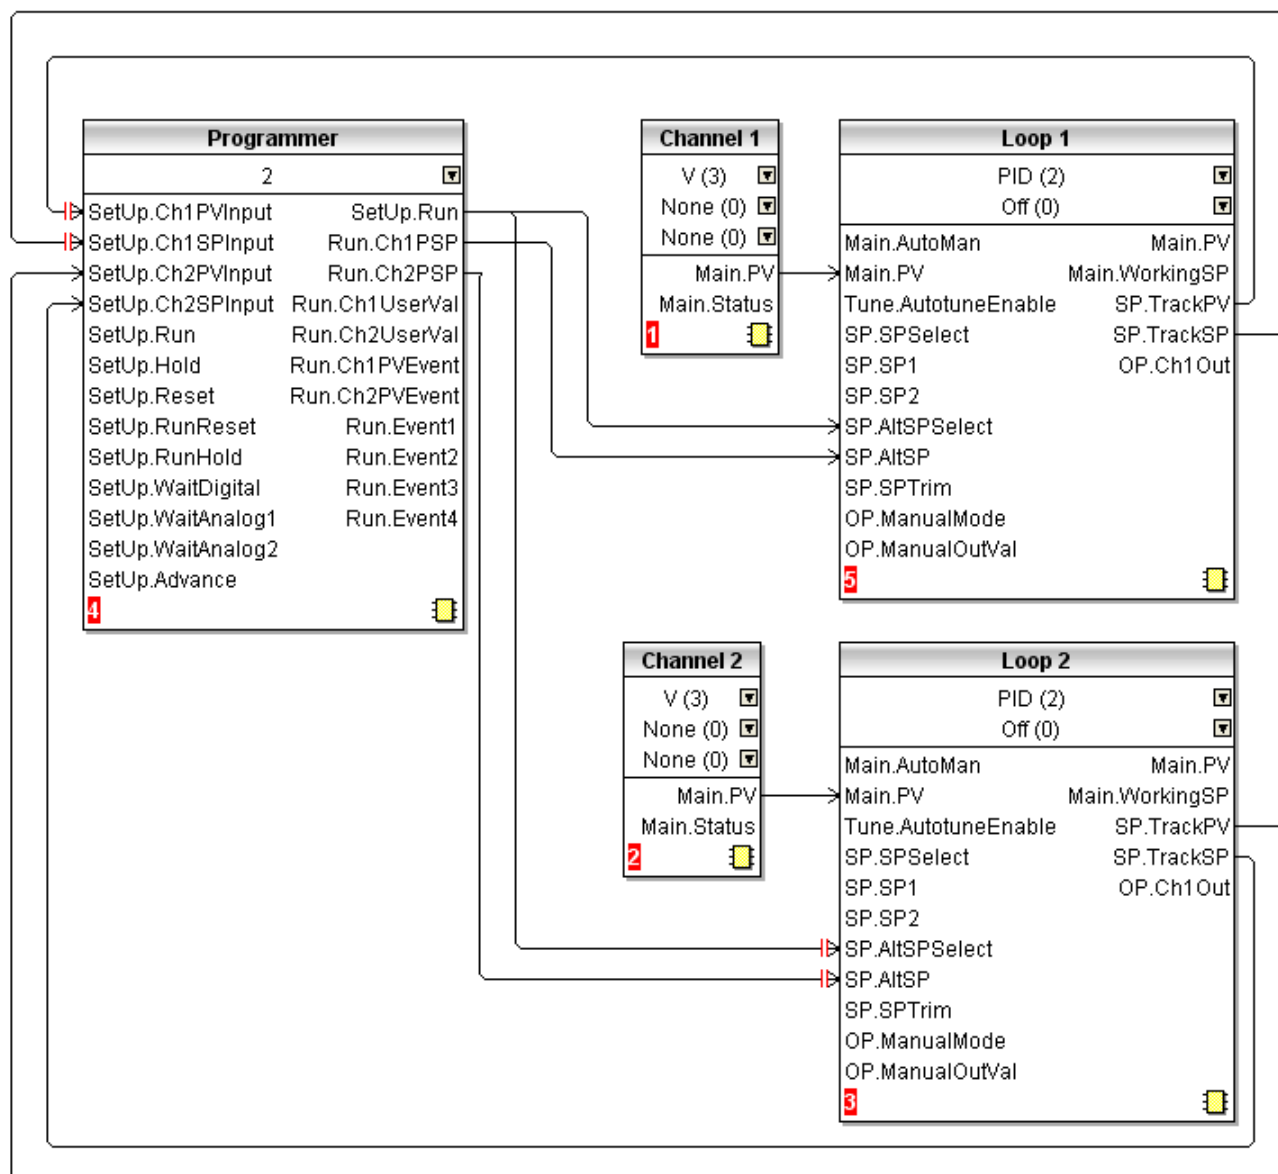 Programmer
2
SetUp.Ch1PVInput SetUp.Run
SetUp.Ch1SPInput Run.Ch1PSP
SetUp.Ch2PVInput Run.Ch2PSP
SetUp.Ch2SPInput Run.Ch1UserVal
SetUp.Run Run.Ch2UserVal
SetUp.Hold Run.Ch1PVEvent
SetUp.Reset Run.Ch2PVEvent
SetUp.RunReset Run.Event1
SetUp.RunHold Run.Event2
SetUp.WaitDigital Run.Event3
SetUp.WaitAnalog1 Run.Event4
SetUp.WaitAnalog2
SetUp.Advance
4
Channel 1
V (3)
None (0)
None (0)
Main.PV
Main.Status
1
Loop 1
PID (2)
Off (0)
Main.AutoMan Main.PV
Main.PV Main.WorkingSP
Tune.AutotuneEnable SP.TrackPV
SP.SPSelect SP.TrackSP
SP.SP1 OP.Ch1Out
SP.SP2
SP.AltSPSelect
SP.AltSP
SP.SPTrim
OP.ManualMode
OP.ManualOutVal
5
Channel 2
V (3)
None (0)
None (0)
Main.PV
Main.Status
2
Loop 2
PID (2)
Off (0)
Main.AutoMan Main.PV
Main.PV Main.WorkingSP
Tune.AutotuneEnable SP.TrackPV
SP.SPSelect SP.TrackSP
SP.SP1 OP.Ch1Out
SP.SP2
SP.AltSPSelect
SP.AltSP
SP.SPTrim
OP.ManualMode
OP.ManualOutVal
3